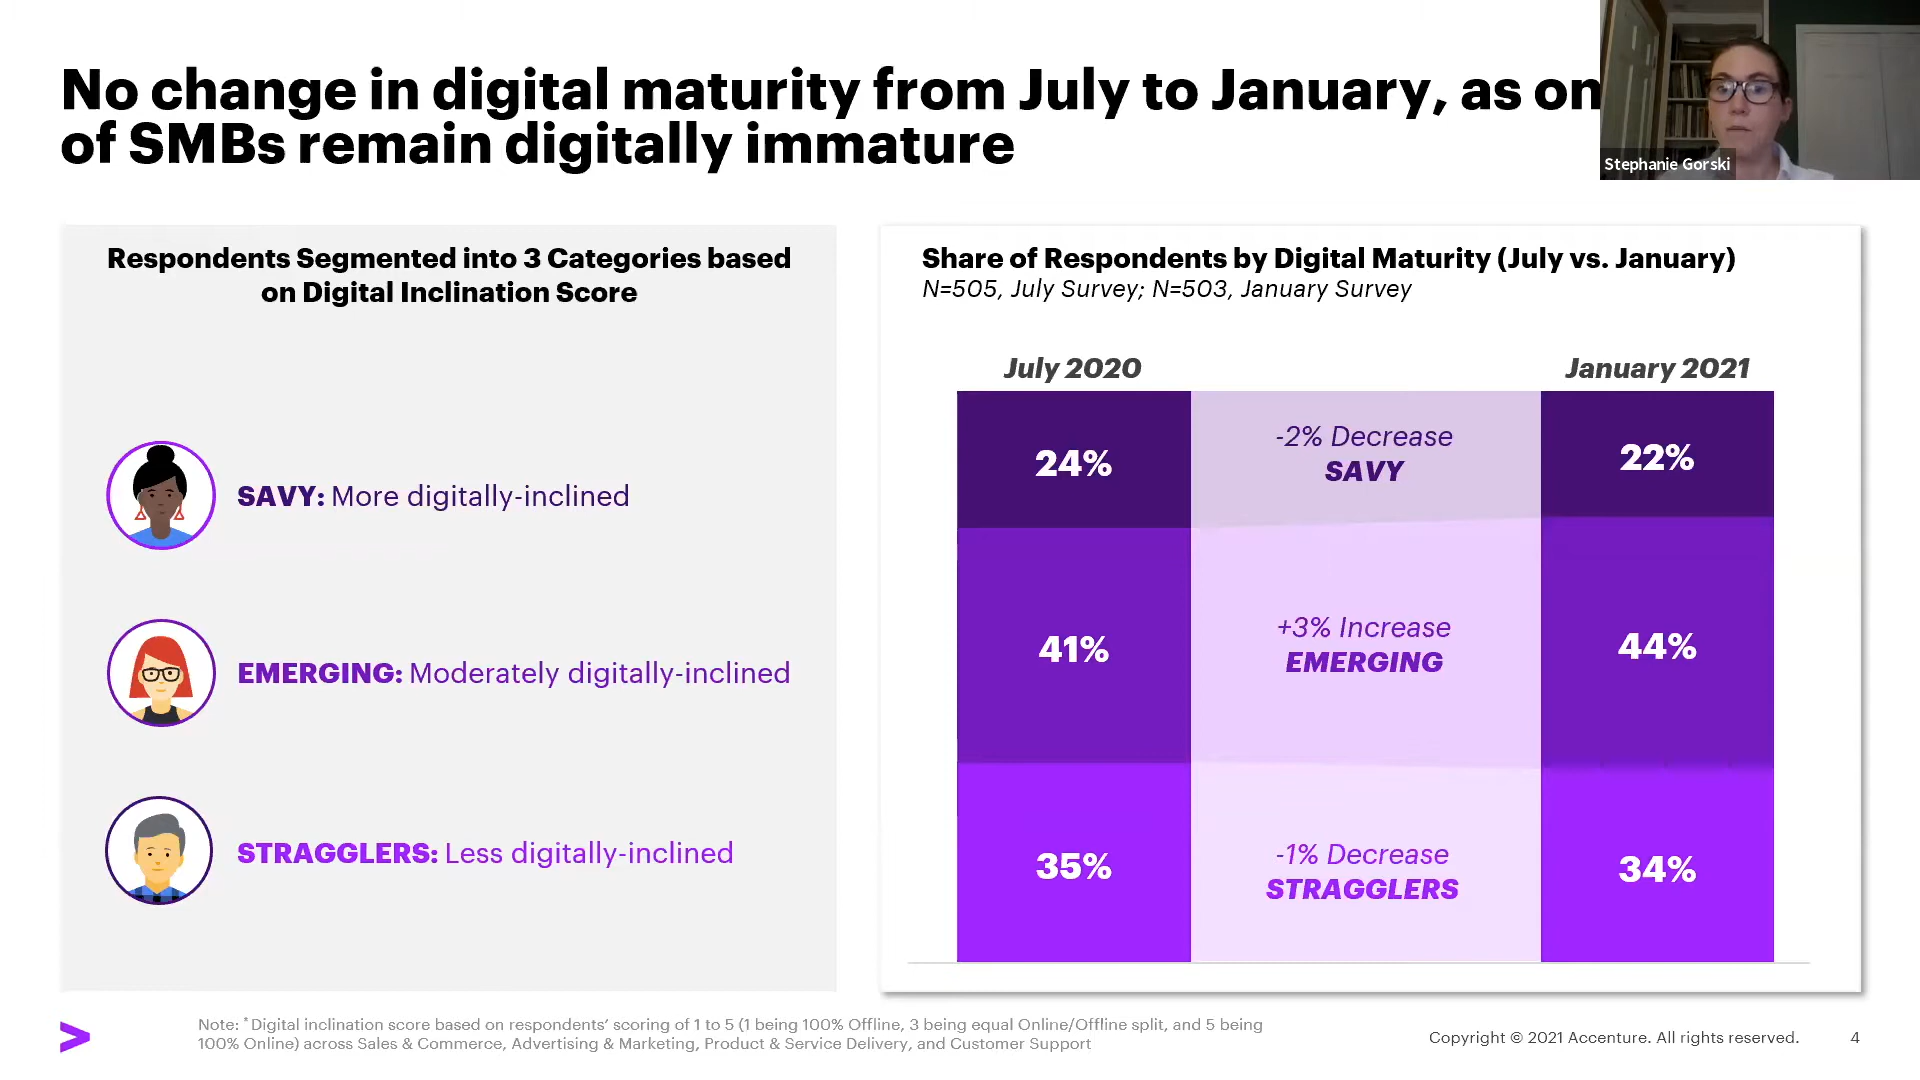 No change in digital maturity from July to January, as
of SMBs remain digitally immature
Stephanie Gorski
Respondents Segmented into 3 Categories based
on Digital Inclination Score
SAVY: More digitally-inclined
EMERGING: Moderately digitally-inclined
STRAGGLERS: Less digitally-inclined
Share of Respondents by Digital Maturity (July vs. January)
N=505, July Survey; N=503, January Survey
July 2020
January 2021
24%
-2% Decrease
SAVY
22%
41%
+3% Increase
EMERGING
44%
35%
-1% Decrease
STRAGGLERS
34%
Note: *Digital inclination score based on respondents’ scoring of 1 to 5 (1 being 100% Offline, 3 being equal Online/Offline split, and 5 being
100% Online) across Sales & Commerce, Advertising & Marketing, Product & Service Delivery, and Customer Support
Copyright © 2021 Accenture. All rights reserved.
4